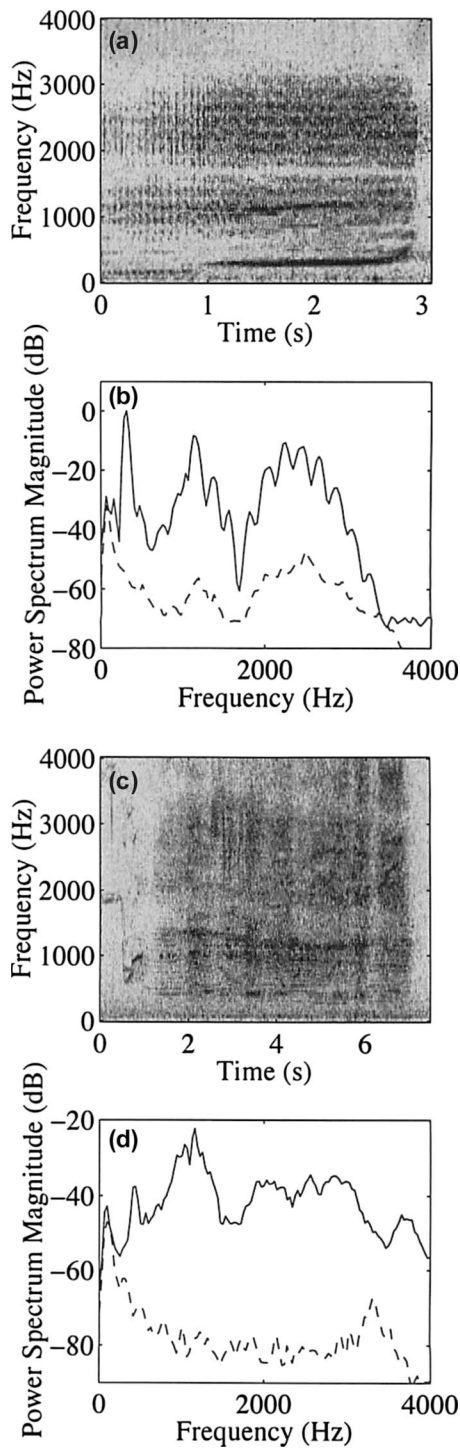 (a)
Frequency (Hz)
4000
3000
2000
1000
0
0 1 2 3
Time (s)
(b)
Power Spectrum Magnitude (dB)
0
−20
−40
−60
−80
0 2000 4000
Frequency (Hz)
(c)
Frequency (Hz)
4000
3000
2000
1000
0
0 2 4 6
Time (s)
(d)
Power Spectrum Magnitude (dB)
−20
−40
−60
−80
0 2000 4000
Frequency (Hz)